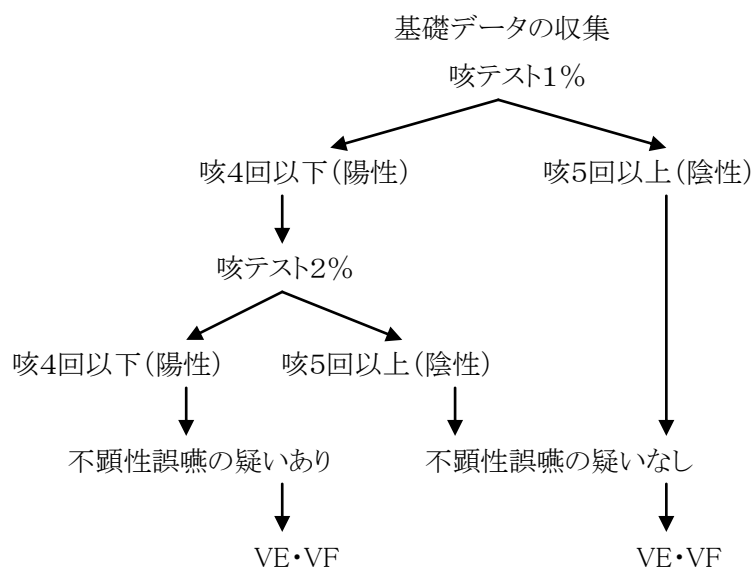 基礎データの収集
咳テスト1%
咳4回以下(陽性)
咳5回以上(陰性)
咳テスト2%
咳4回以下(陽性)
咳5回以上(陰性)
不顕性誤嚥の疑いあり
不顕性誤嚥の疑いなし
VE・VF
VE・VF